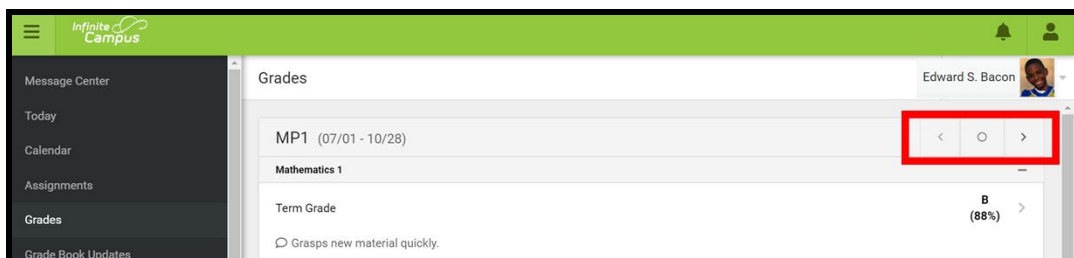 Infinite
Campus
Message Center
Today
Calendar
Assignments
Grades
Grade Book Updates
Grades
Edward S. Bacon
MP1 (07/01 - 10/28)
Mathematics 1
Term Grade
B
(88%)
Grasps new material quickly.